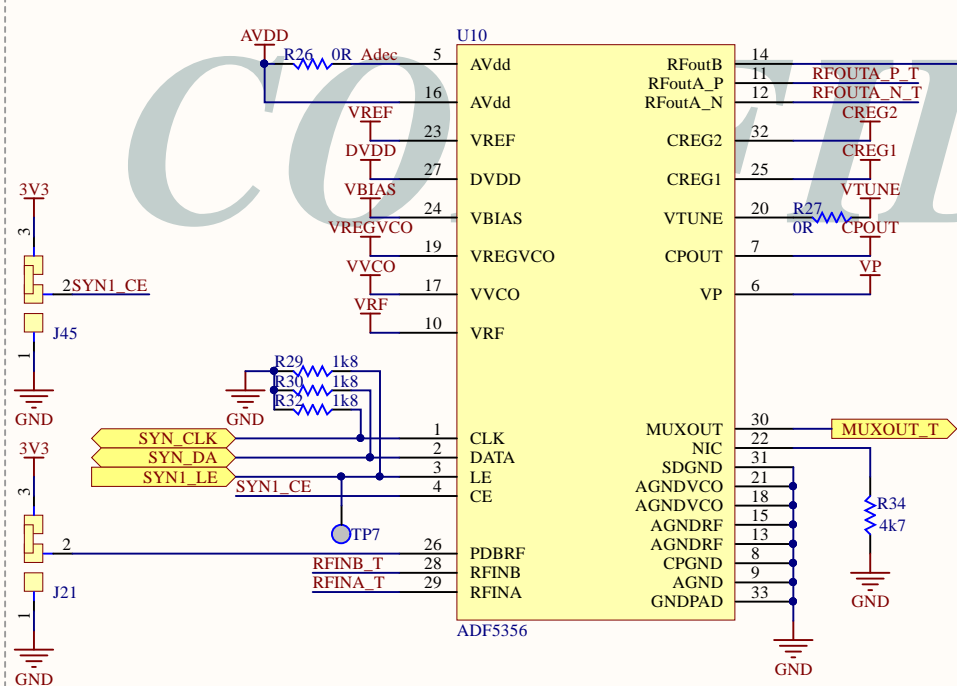 U10
AVDD
R26 0R Adec 5 AVdd RFoutB 14
RFoutA_P 11 RFOUTA_P_T
16 AVdd RFoutA_N 12 RFOUTA_N_T
VREF 23 VREF CREG2 32 CREG2
DVDD 27 DVDD CREG1 25 CREG1
VBIAS 24 VBIAS VTUNE 20 R27 0R VTUNE
VREGVCO 19 VREGVCO CPOUT 7 CPOUT
VVCO 17 VVCO VP 6 VP
VRF 10 VRF
3V3
3
2 SYN1_CE
J45
1
GND
R29 1k8
R30 1k8
R32 1k8
GND
SYN_CLK 1 CLK MUXOUT 30 MUXOUT_T
SYN_DA 2 DATA NIC 22
SYN1_LE 3 LE SDGND 31
SYN1_CE 4 CE AGNDVCO 21
AGNDVCO 18
TP7 AGNDRF 15
AGNDRF 13
R34
4k7
GND
3V3
3
2 26 PDBRF CPGND 8
RFINB_T 28 RFINB AGND 9
RFINA_T 29 RFINA GNDPAD 33
J21
1
GND
ADF5356
GND